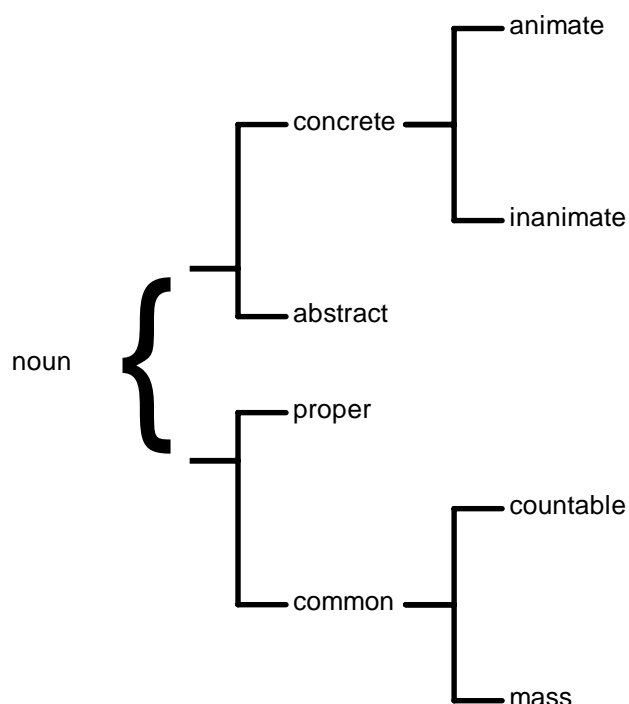 animate
concrete
inanimate
abstract
noun
proper
countable
common
mass